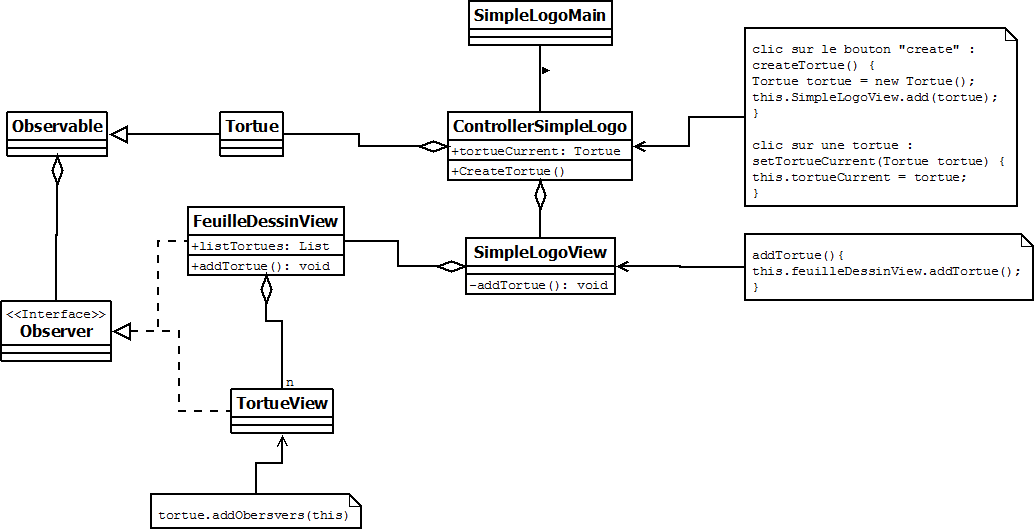 SimpleLogoMain
clic sur le bouton "create" :
createTortue() {
Tortue tortue = new Tortue();
this.SimpleLogoView.add(tortue);
}
clic sur une tortue :
setTortueCurrent(Tortue tortue) {
this.tortueCurrent = tortue;
}
Observable
Tortue
ControllerSimpleLogo
+tortueCurrent: Tortue
+CreateTortue()
FeuilleDessinView
+listTortues: List
+addTortue(): void
SimpleLogoView
-addTortue(): void
addTortue(){
this.feuilleDessinView.addTortue();
}
<<Interface>>
Observer
n
TortueView
tortue.addObersvers(this)